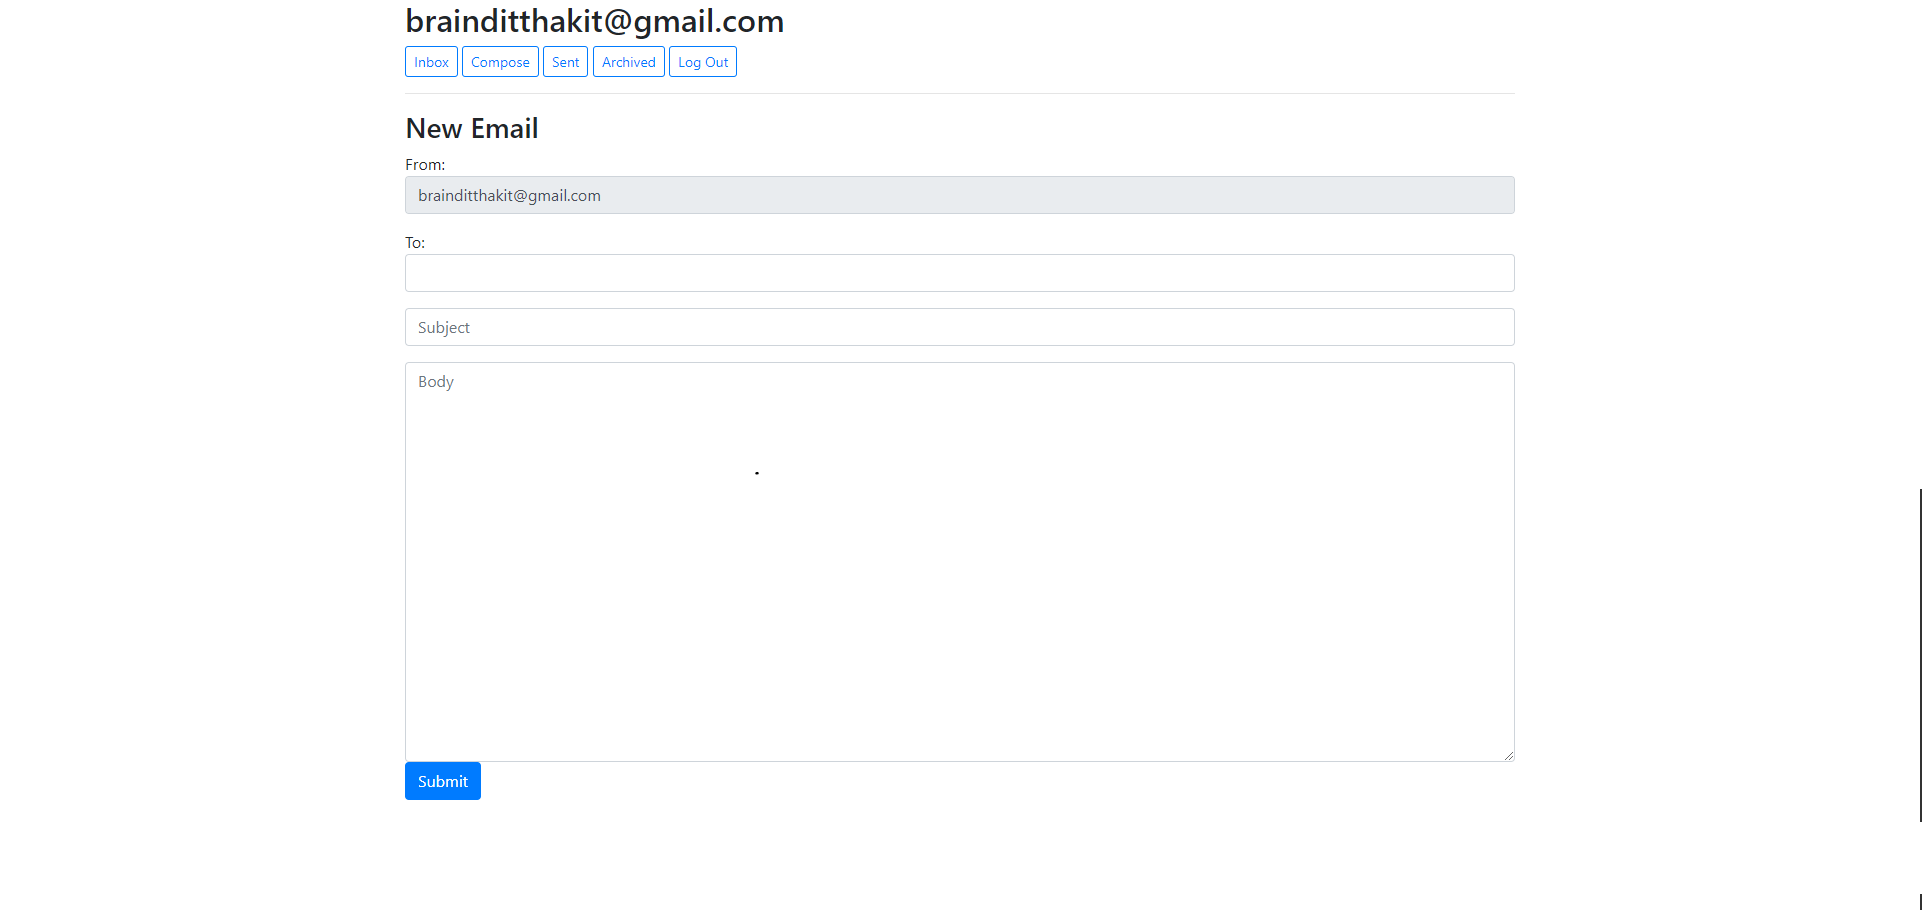 brainditthakit@gmail.com
Inbox Compose Sent Archived Log Out
New Email
From:
brainditthakit@gmail.com
To:
Subject
Body
Submit